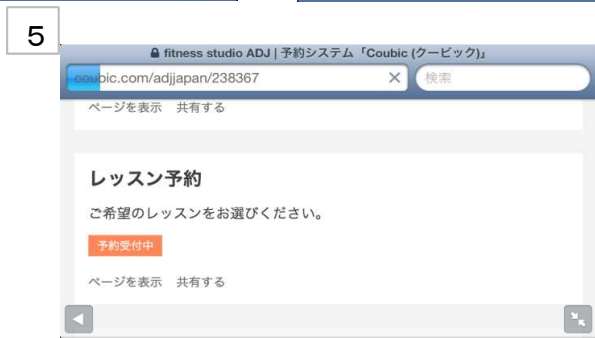 5
fitness studio ADJ | 予約システム「Coubic (クービック)」
coubic.com/adjjapan/238367 検索
ページを表示 共有する
レッスン予約
ご希望のレッスンをお選びください。
予約受付中
ページを表示 共有する